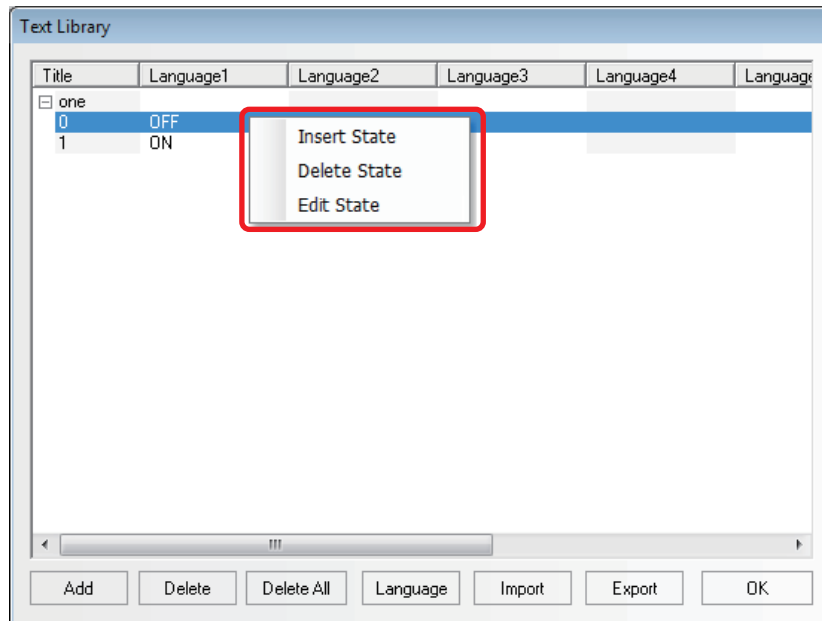 Text Library
Title Language1 Language2 Language3 Language4 Language
one
0 OFF
1 ON
Insert State
Delete State
Edit State
Add Delete Delete All Language Import Export OK